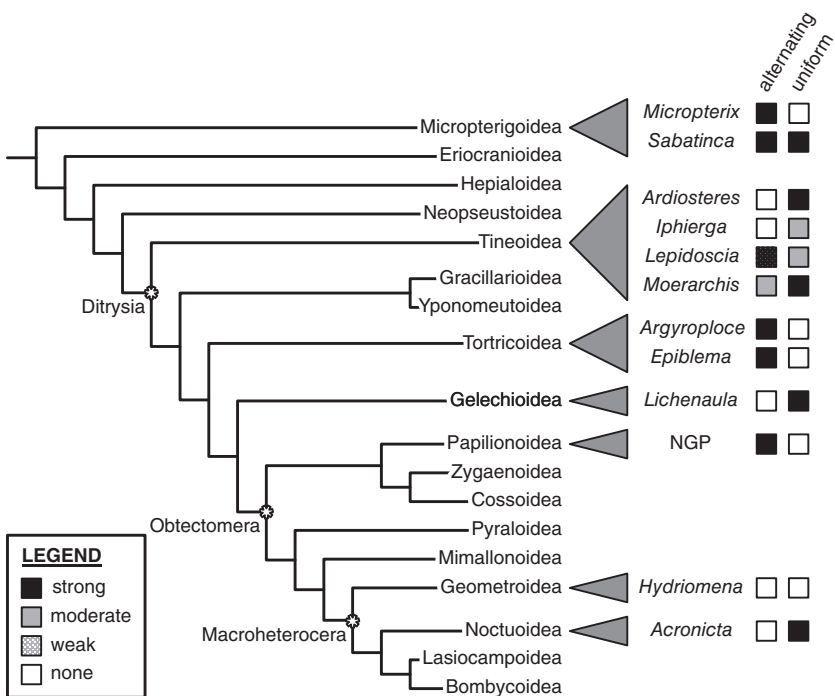 alternating
uniform
Micropterigoidea
Micropterix
Sabatinca
Eriocranioidea
Hepialoidea
Ardiosteres
Neopseustoidea
Iphierga
Tineoidea
Lepidoscia
Gracillarioidea
Moerarchis
Ditrysia
Yponomeutoidea
Argyroploce
Tortricoidea
Epiblema
Gelechioidea
Lichenaula
Papilionoidea
NGP
Zygaenoidea
Cossoidea
Obtectomera
Pyraloidea
LEGEND
strong
moderate
weak
none
Mimallonoidea
Geometroidea
Hydriomena
Macroheterocera
Noctuoidea
Acronicta
Lasiocampoidea
Bombycoidea